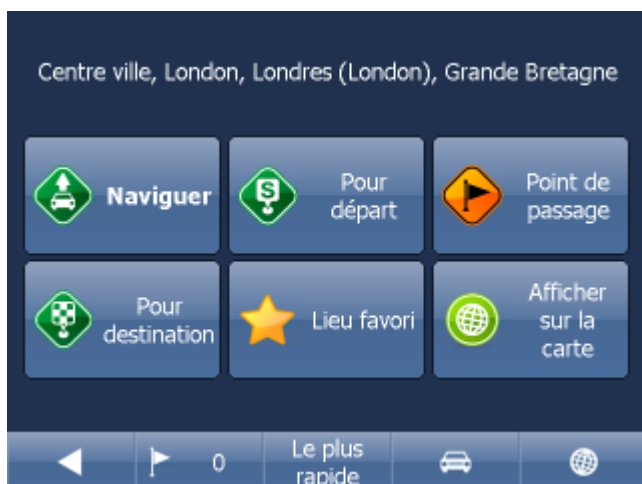 Centre ville, London, Londres (London), Grande Bretagne
Naviguer
S
Pour
départ
Point de
passage
Pour
destination
Lieu favori
Afficher
sur la
carte
0
Le plus
rapide